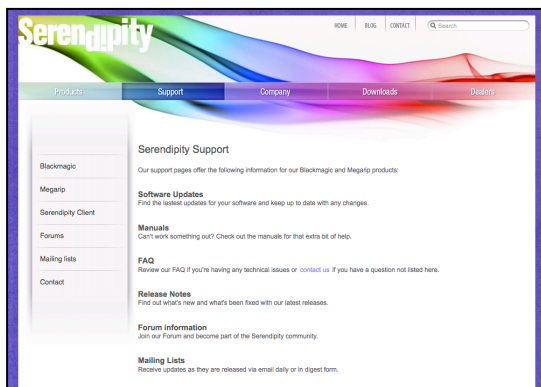 Serendipity
HOME BLOG CONTACT Search
Products Support Company Downloads Dealers
Blackmagic
Megarip
Serendipity Client
Forums
Mailing lists
Contact
Serendipity Support
Our support pages offer the following information for our Blackmagic and Megarip products:
Software Updates
Find the lastest updates for your software and keep up to date with any changes.
Manuals
Can't work something out? Check out the manuals for that extra bit of help.
FAQ
Review our FAQ if you're having any technical issues or contact us if you have a question not listed here.
Release Notes
Find out what's new and what's been fixed with our latest releases.
Forum information
Join our Forum and become part of the Serendipity community.
Mailing Lists
Receive updates as they are released via email daily or in digest form.